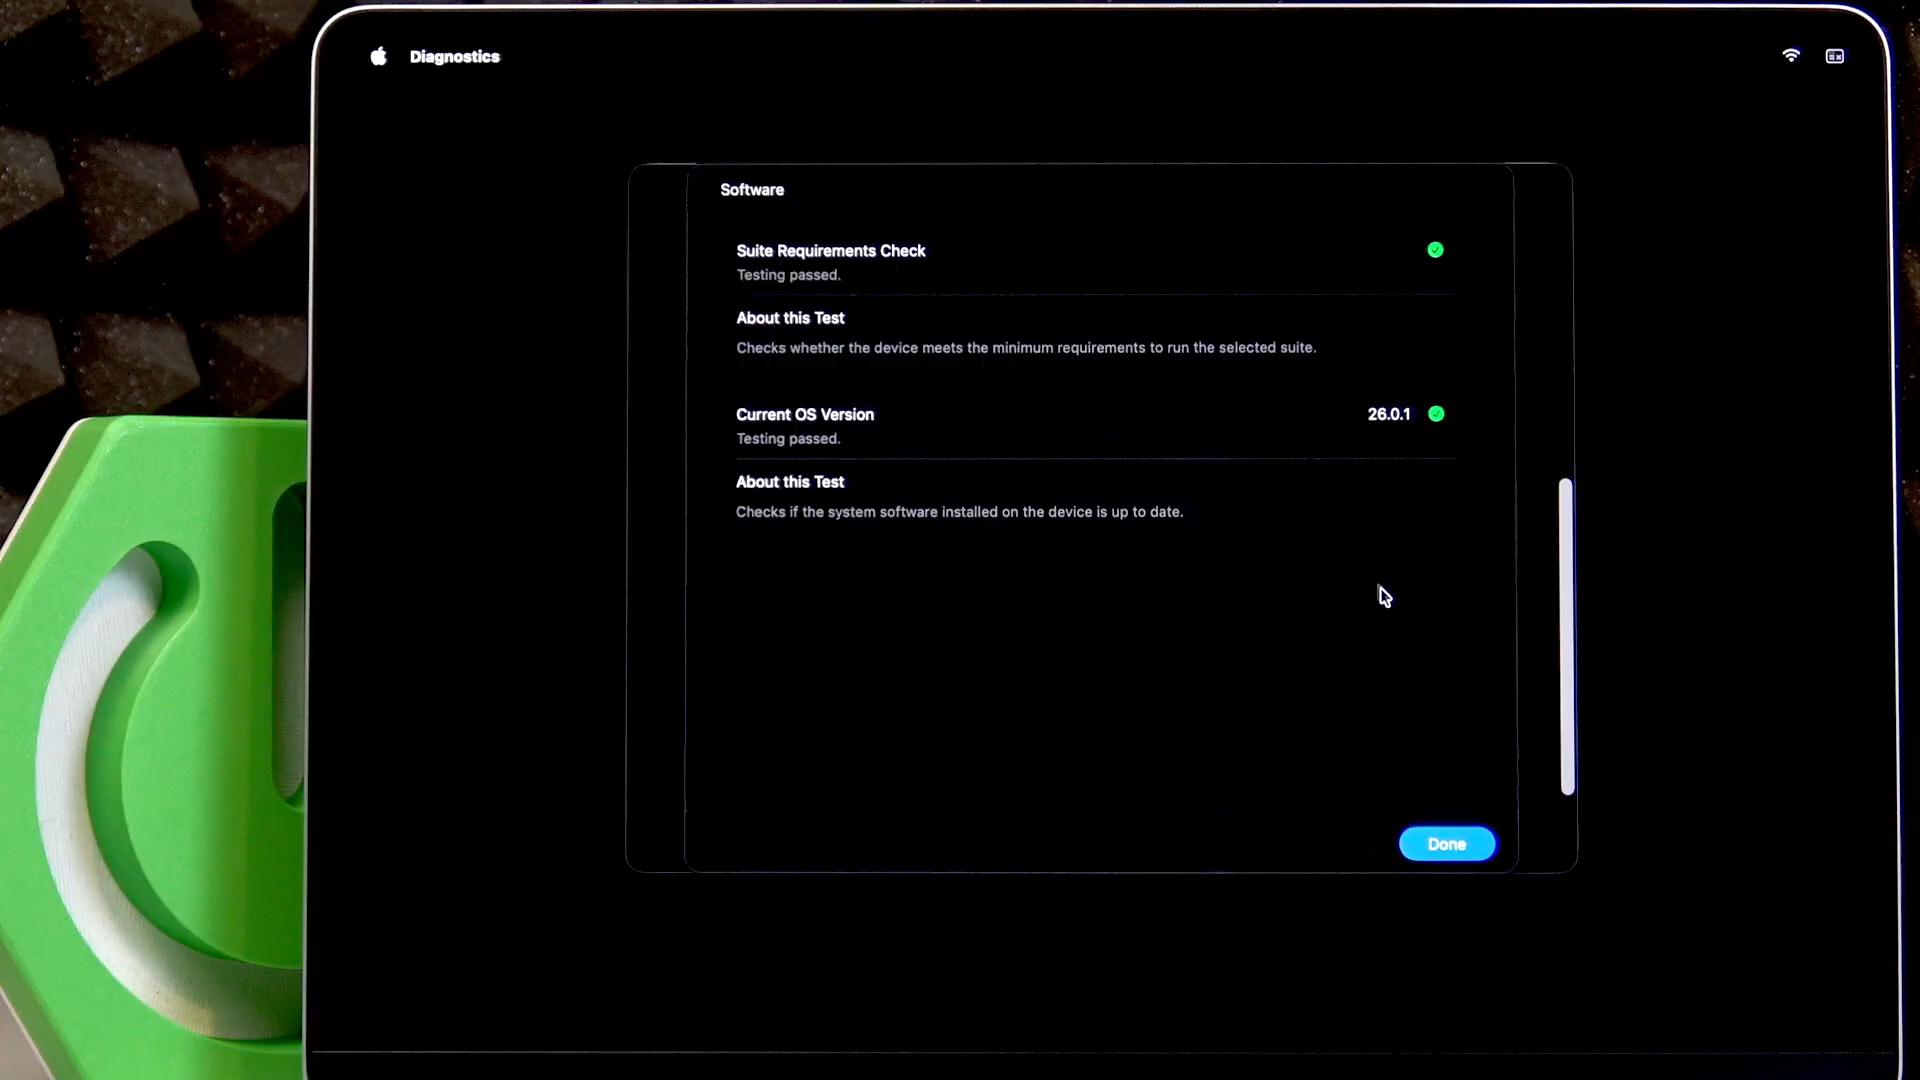 Diagnostics
Software
Suite Requirements Check
Testing passed.
About this Test
Checks whether the device meets the minimum requirements to run the selected suite.
Current OS Version 26.0.1
Testing passed.
About this Test
Checks if the system software installed on the device is up to date.
Done